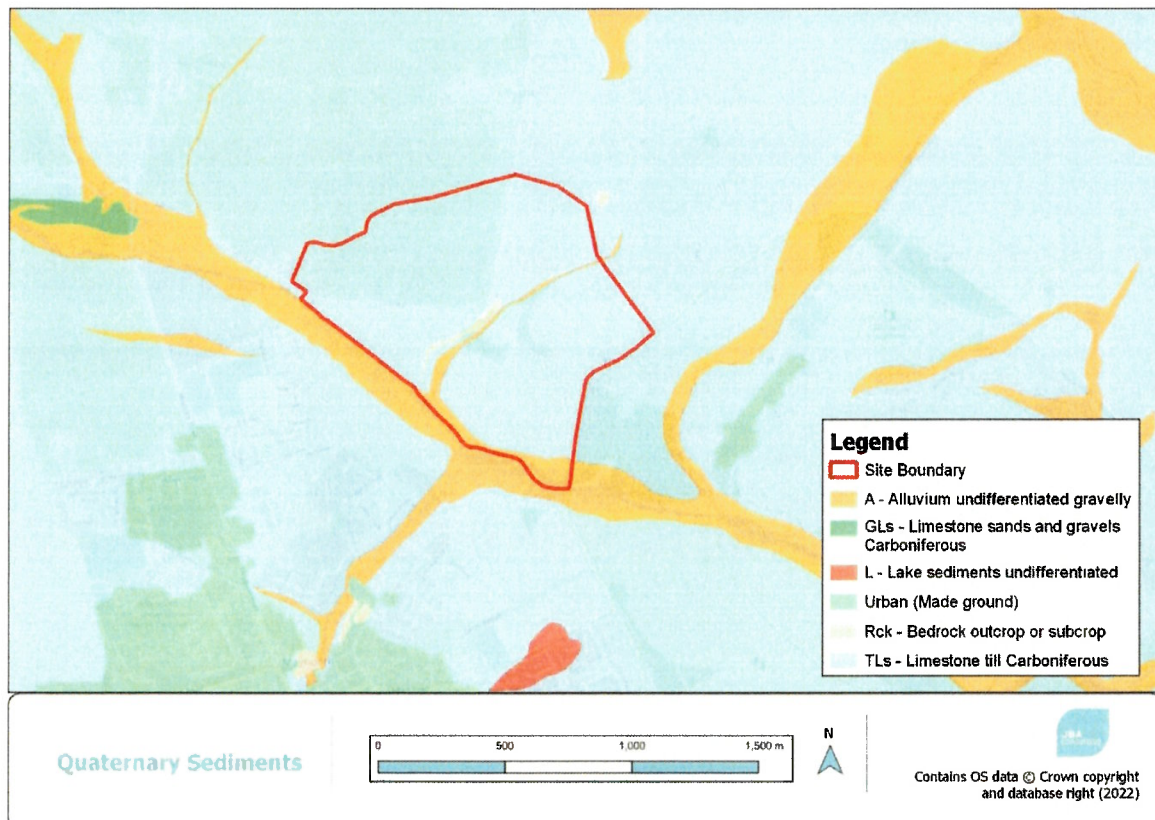 Legend
Site Boundary
A - Alluvium undifferentiated gravelly
GLs - Limestone sands and gravels
Carboniferous
L - Lake sediments undifferentiated
Urban (Made ground)
Rck - Bedrock outcrop or subcrop
TLs - Limestone till Carboniferous
Quaternary Sediments
0 500 1,000 1,500 m
N
JBA
Contains OS data © Crown copyright
and database right (2022)